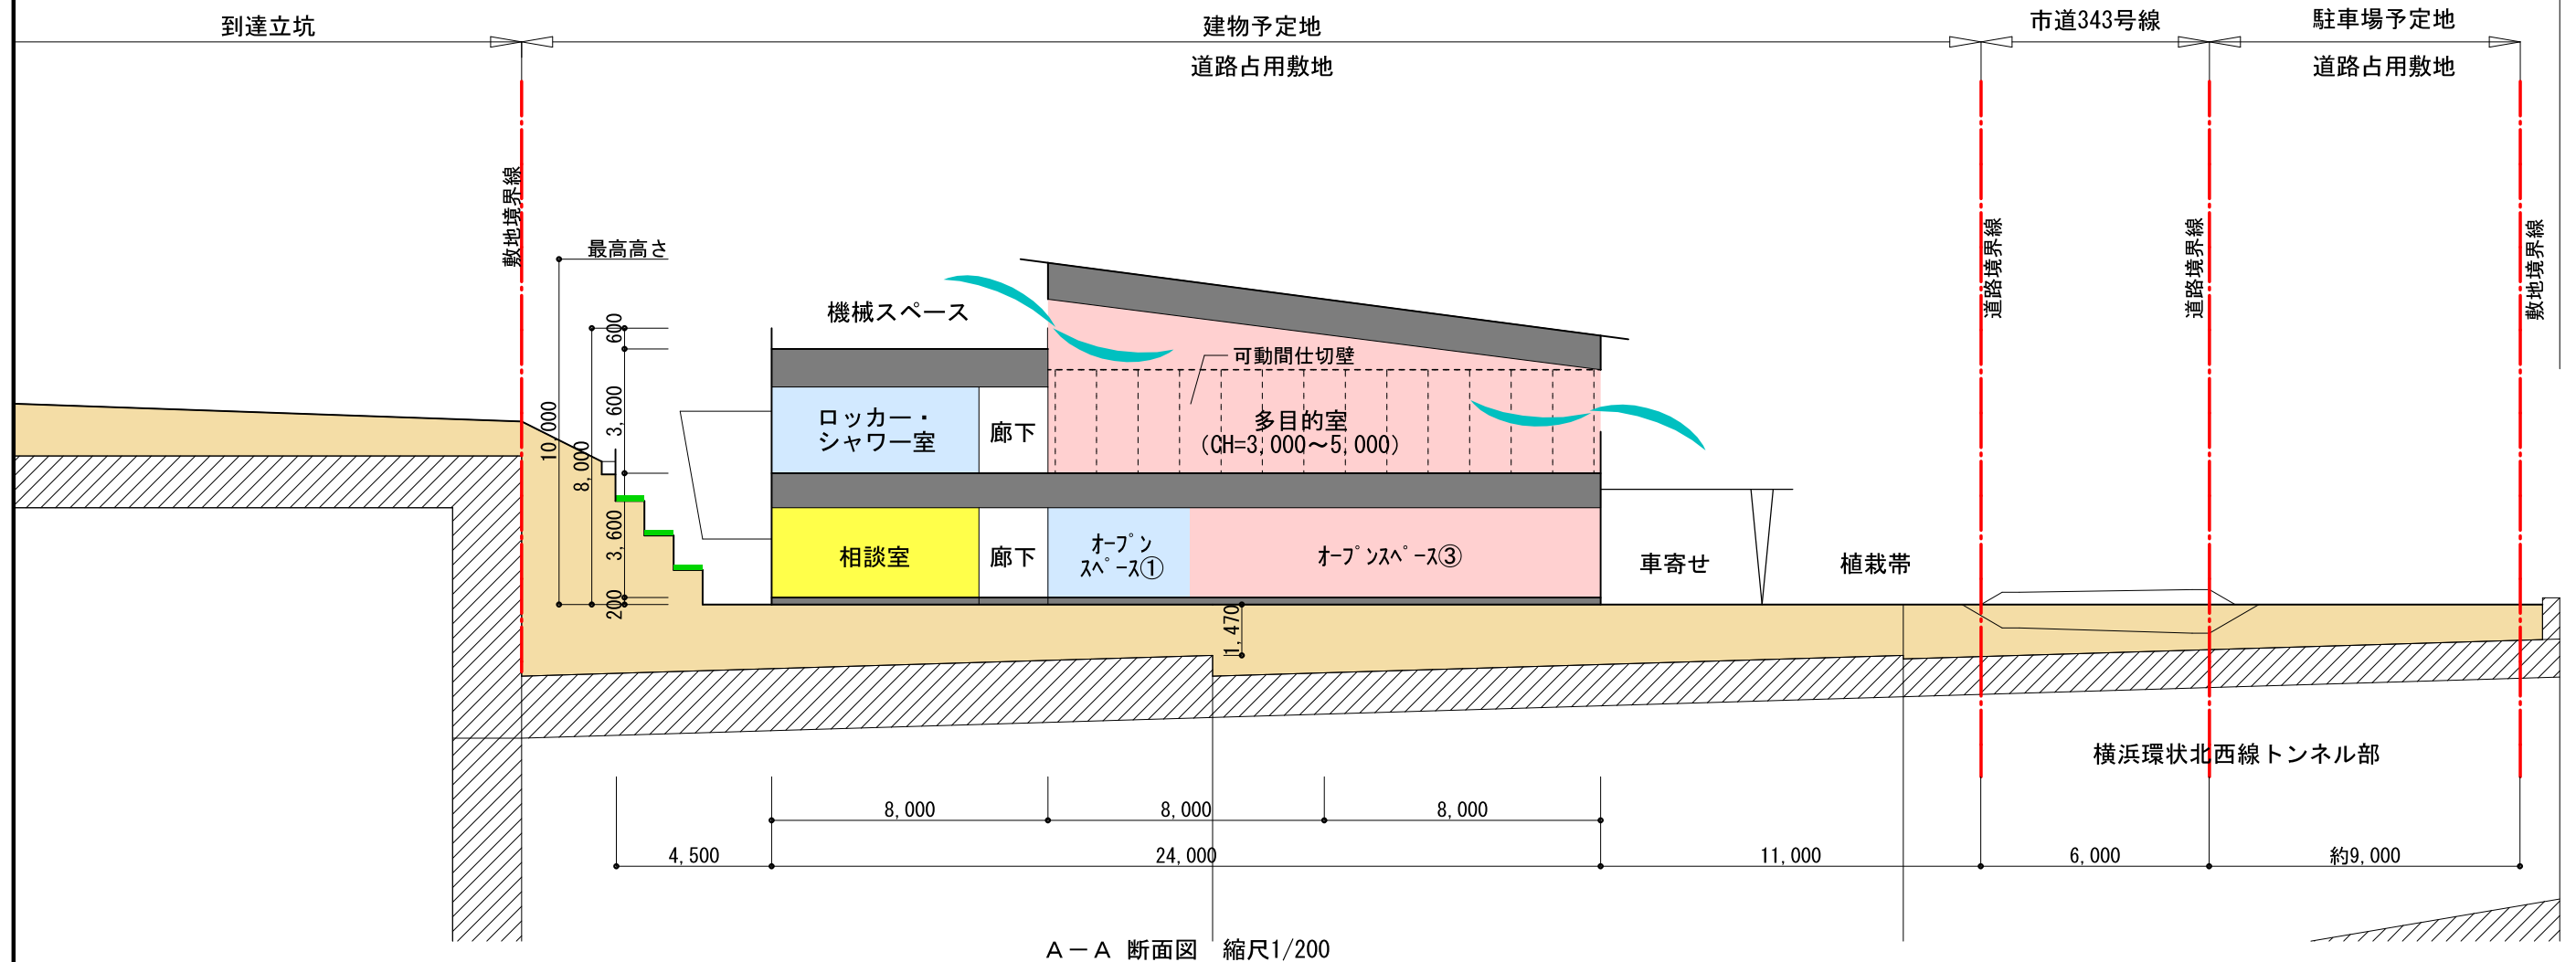 到達立坑
建物予定地
道路占用敷地
市道343号線
駐車場予定地
道路占用敷地
敷地境界線
道路境界線
道路境界線
敷地境界線
最高高さ
10,000
8,000
600
3,600
3,600
200
機械スペース
可動間仕切壁
ロッカー・
シャワー室
廊下
多目的室
(CH=3,000～5,000)
相談室
廊下
ｵｰﾌﾟﾝ
ｽﾍﾟｰｽ①
ｵｰﾌﾟﾝｽﾍﾟｰｽ③
車寄せ
植栽帯
1,470
横浜環状北西線トンネル部
8,000
8,000
8,000
4,500
24,000
11,000
6,000
約9,000
A－A 断面図 縮尺1/200